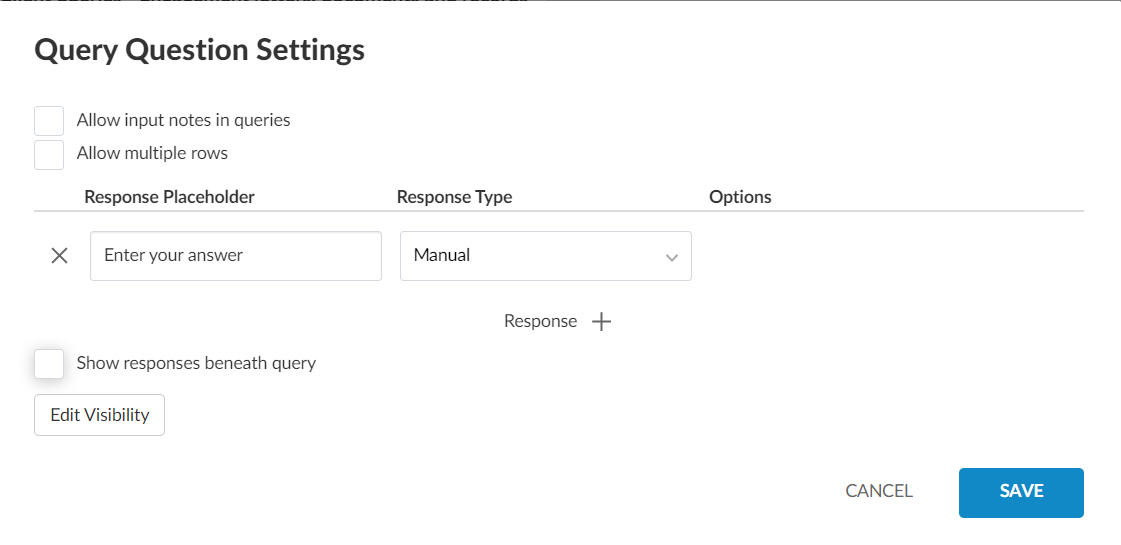 Query Question Settings
Allow input notes in queries
Allow multiple rows
Response Placeholder Response Type Options
Enter your answer Manual
Response
Show responses beneath query
Edit Visibility
CANCEL SAVE